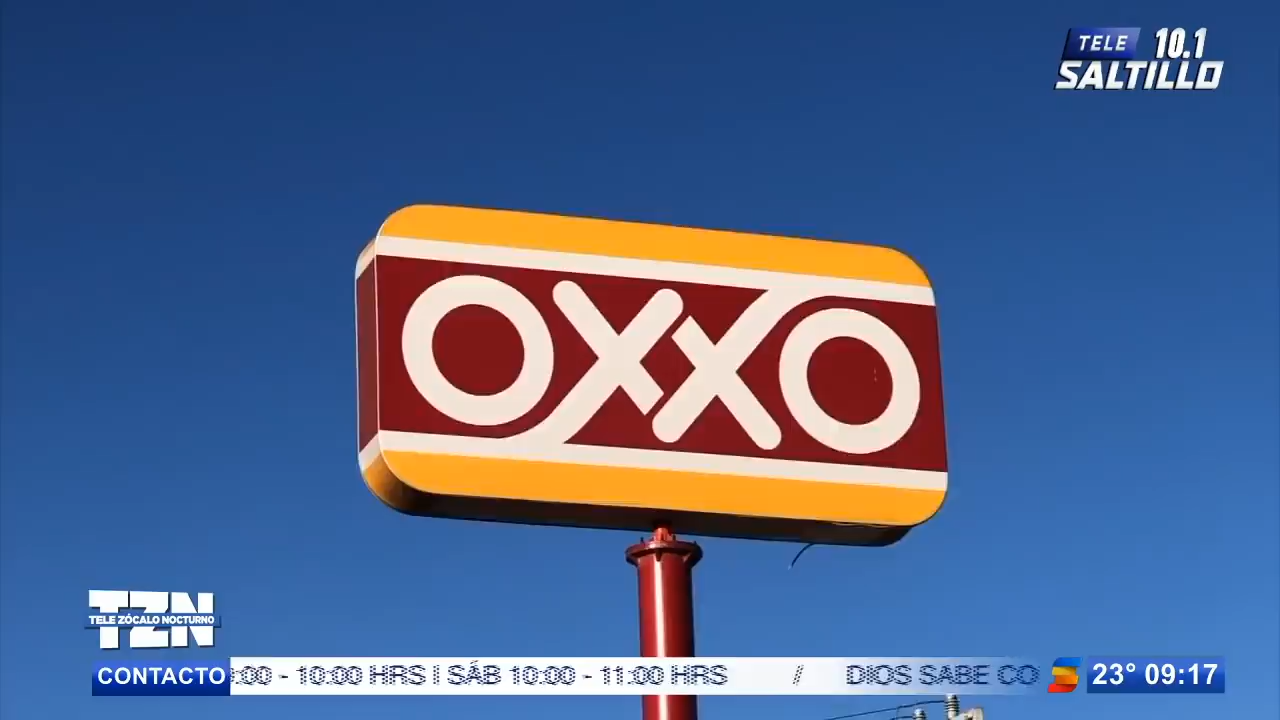 TELE 10.1
SALTILLO
OXXO
TZN
TELE ZÓCALO NOCTURNO
CONTACTO :00 - 10:00 HRS | SÁB 10:00 - 11:00 HRS / DIOS SABE CO 23° 09:17